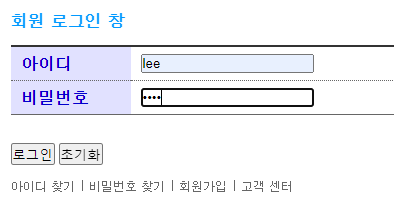 회원 로그인 창
아이디 lee
비밀번호 ••••
로그인 초기화
아이디 찾기 | 비밀번호 찾기 | 회원가입 | 고객 센터